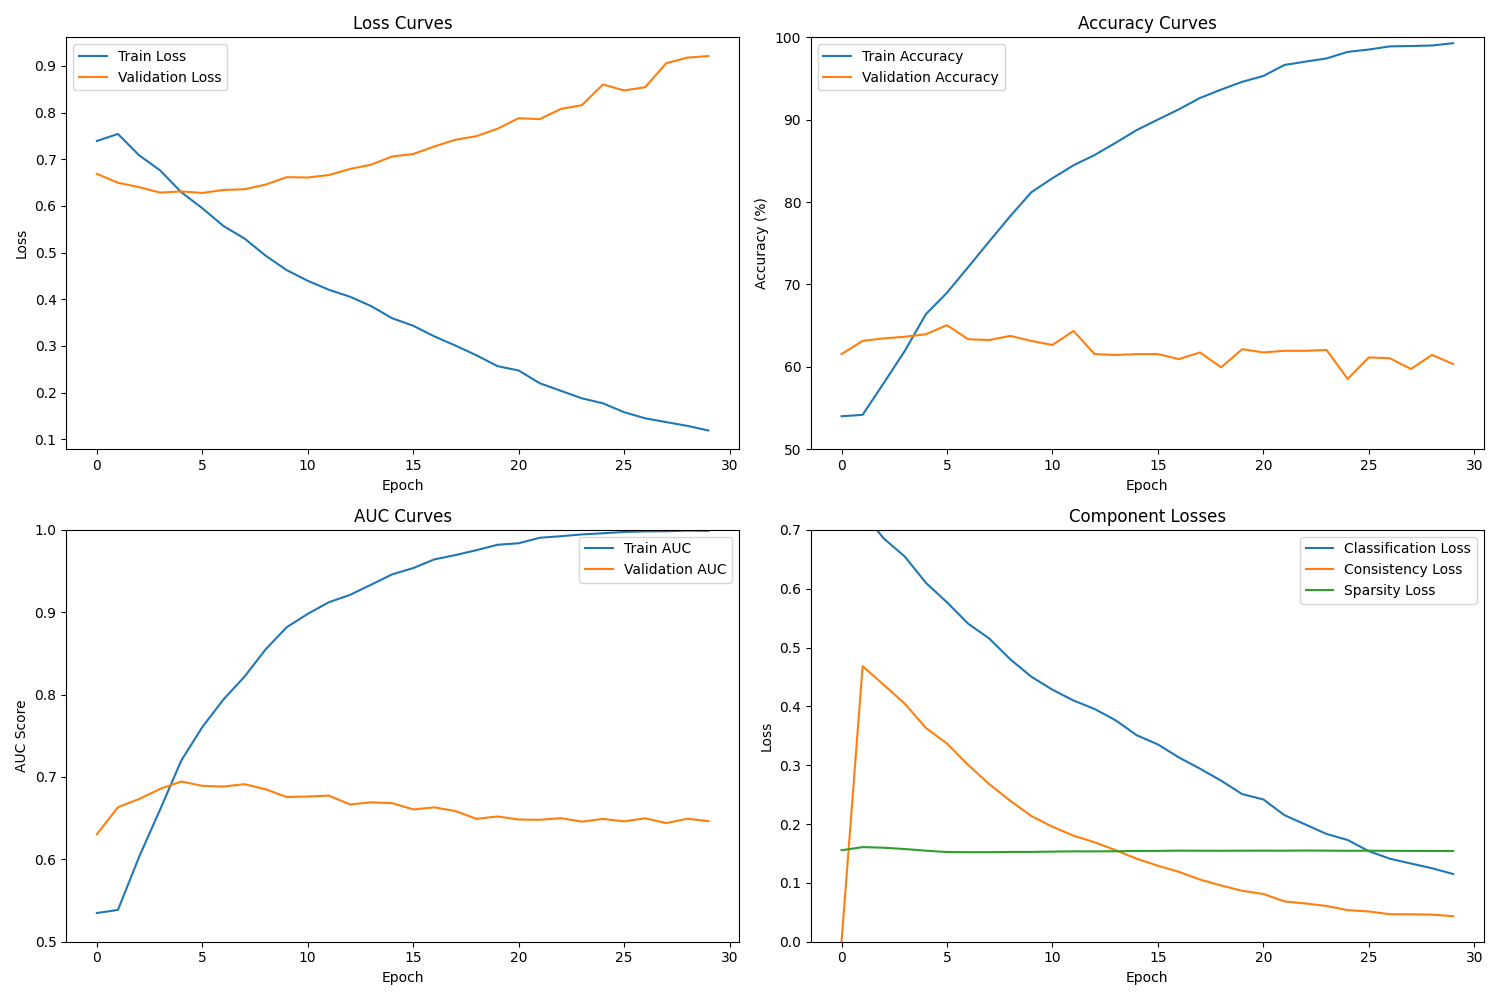 Loss Curves
Train Loss
Validation Loss
0.9
0.8
0.7
0.6
0.5
0.4
0.3
0.2
0.1
Loss
0 5 10 15 20 25 30
Epoch
Accuracy Curves
Train Accuracy
Validation Accuracy
100
90
80
70
60
50
Accuracy (%)
0 5 10 15 20 25 30
Epoch
AUC Curves
Train AUC
Validation AUC
1.0
0.9
0.8
0.7
0.6
0.5
AUC Score
0 5 10 15 20 25 30
Epoch
Component Losses
Classification Loss
Consistency Loss
Sparsity Loss
0.7
0.6
0.5
0.4
0.3
0.2
0.1
0.0
Loss
0 5 10 15 20 25 30
Epoch